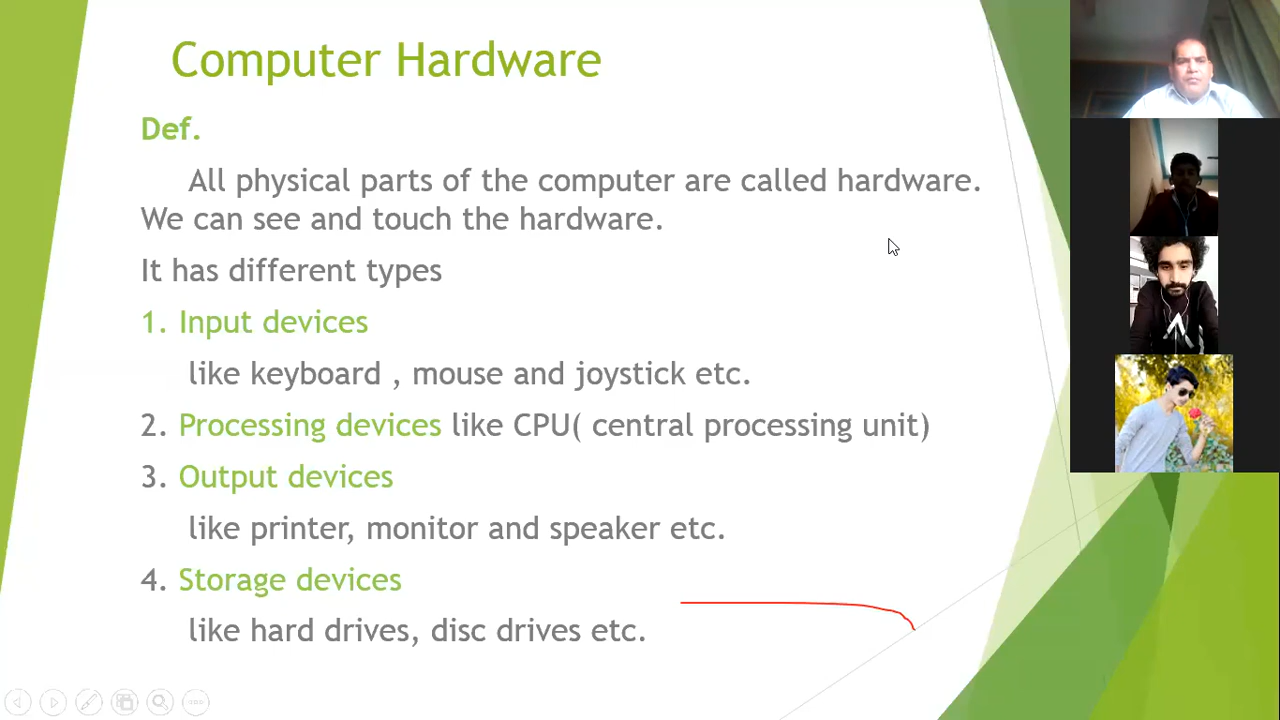 Computer Hardware
Def.
All physical parts of the computer are called hardware.
We can see and touch the hardware.
It has different types
1. Input devices
like keyboard , mouse and joystick etc.
2. Processing devices like CPU( central processing unit)
3. Output devices
like printer, monitor and speaker etc.
4. Storage devices
like hard drives, disc drives etc.